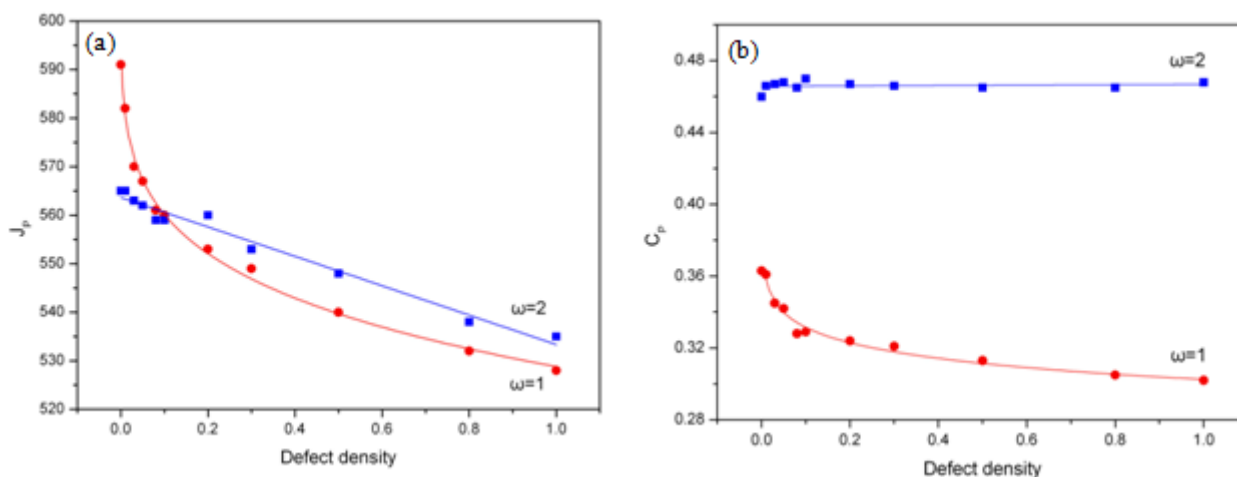 (a)
600
590
580
570
560
550
540
530
520
J_P
ω=2
ω=1
0.0 0.2 0.4 0.6 0.8 1.0
Defect density
(b)
0.48
0.44
0.40
0.36
0.32
0.28
C_P
ω=2
ω=1
0.0 0.2 0.4 0.6 0.8 1.0
Defect density